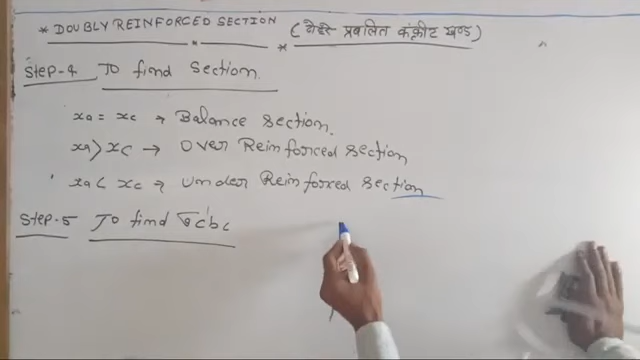 * DOUBLY REINFORCED SECTION (दोहरे प्रबलित कंक्रीट खण्ड)
Step-4 To find Section.
xa = xc → Balance section.
xa > xc → Over Reinforced section
xa < xc → Under Reinforced section
Step-5 To find σcbc